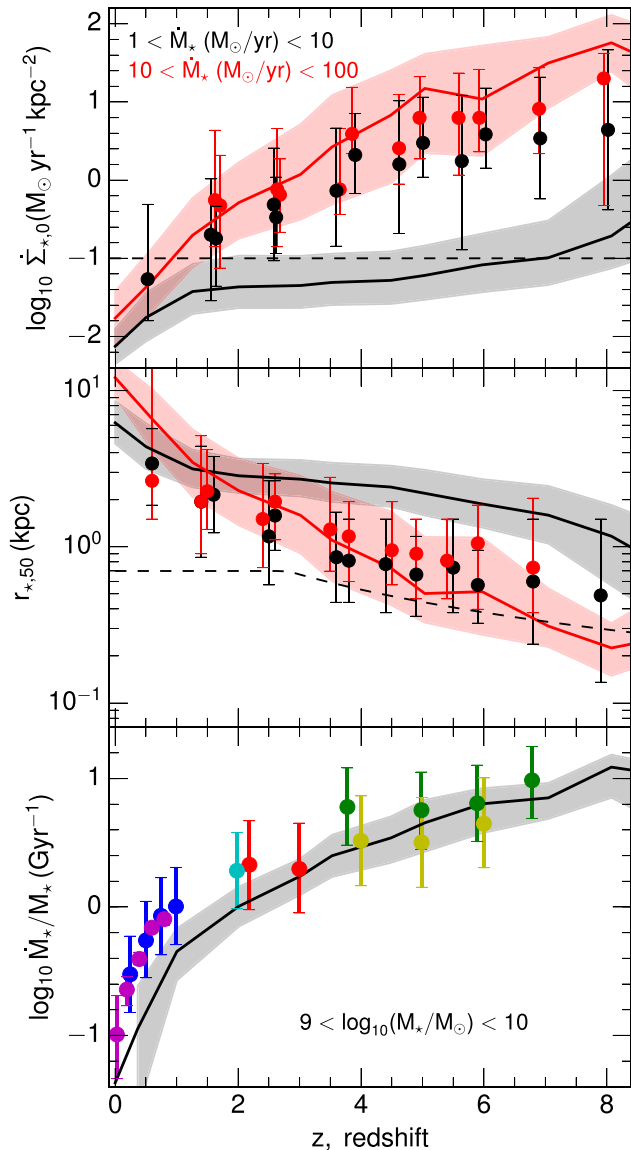 1 < Ṁ⋆ (M⊙/yr) < 10
10 < Ṁ⋆ (M⊙/yr) < 100
log₁₀ Σ̇⋆,₀(M⊙ yr⁻¹ kpc⁻²)
2
1
0
−1
−2
r⋆,₅₀ (kpc)
10¹
10⁰
10⁻¹
log₁₀ Ṁ⋆/M⋆ (Gyr⁻¹)
1
0
−1
9 < log₁₀(M⋆/M⊙) < 10
0 2 4 6 8
z, redshift